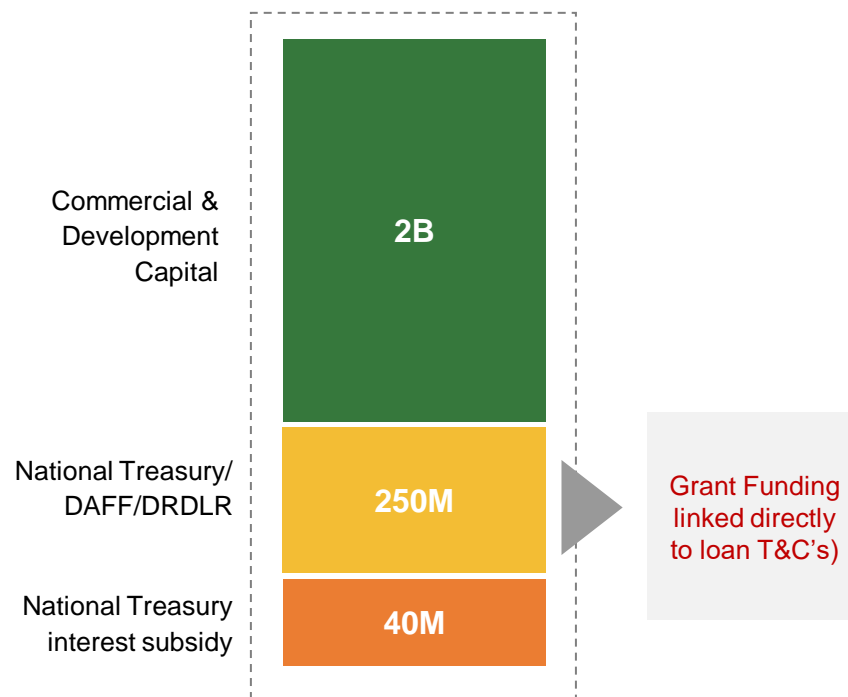 Commercial &
Development
Capital
2B
National Treasury/
DAFF/DRDLR
250M
Grant Funding
linked directly
to loan T&C’s)
National Treasury
interest subsidy
40M